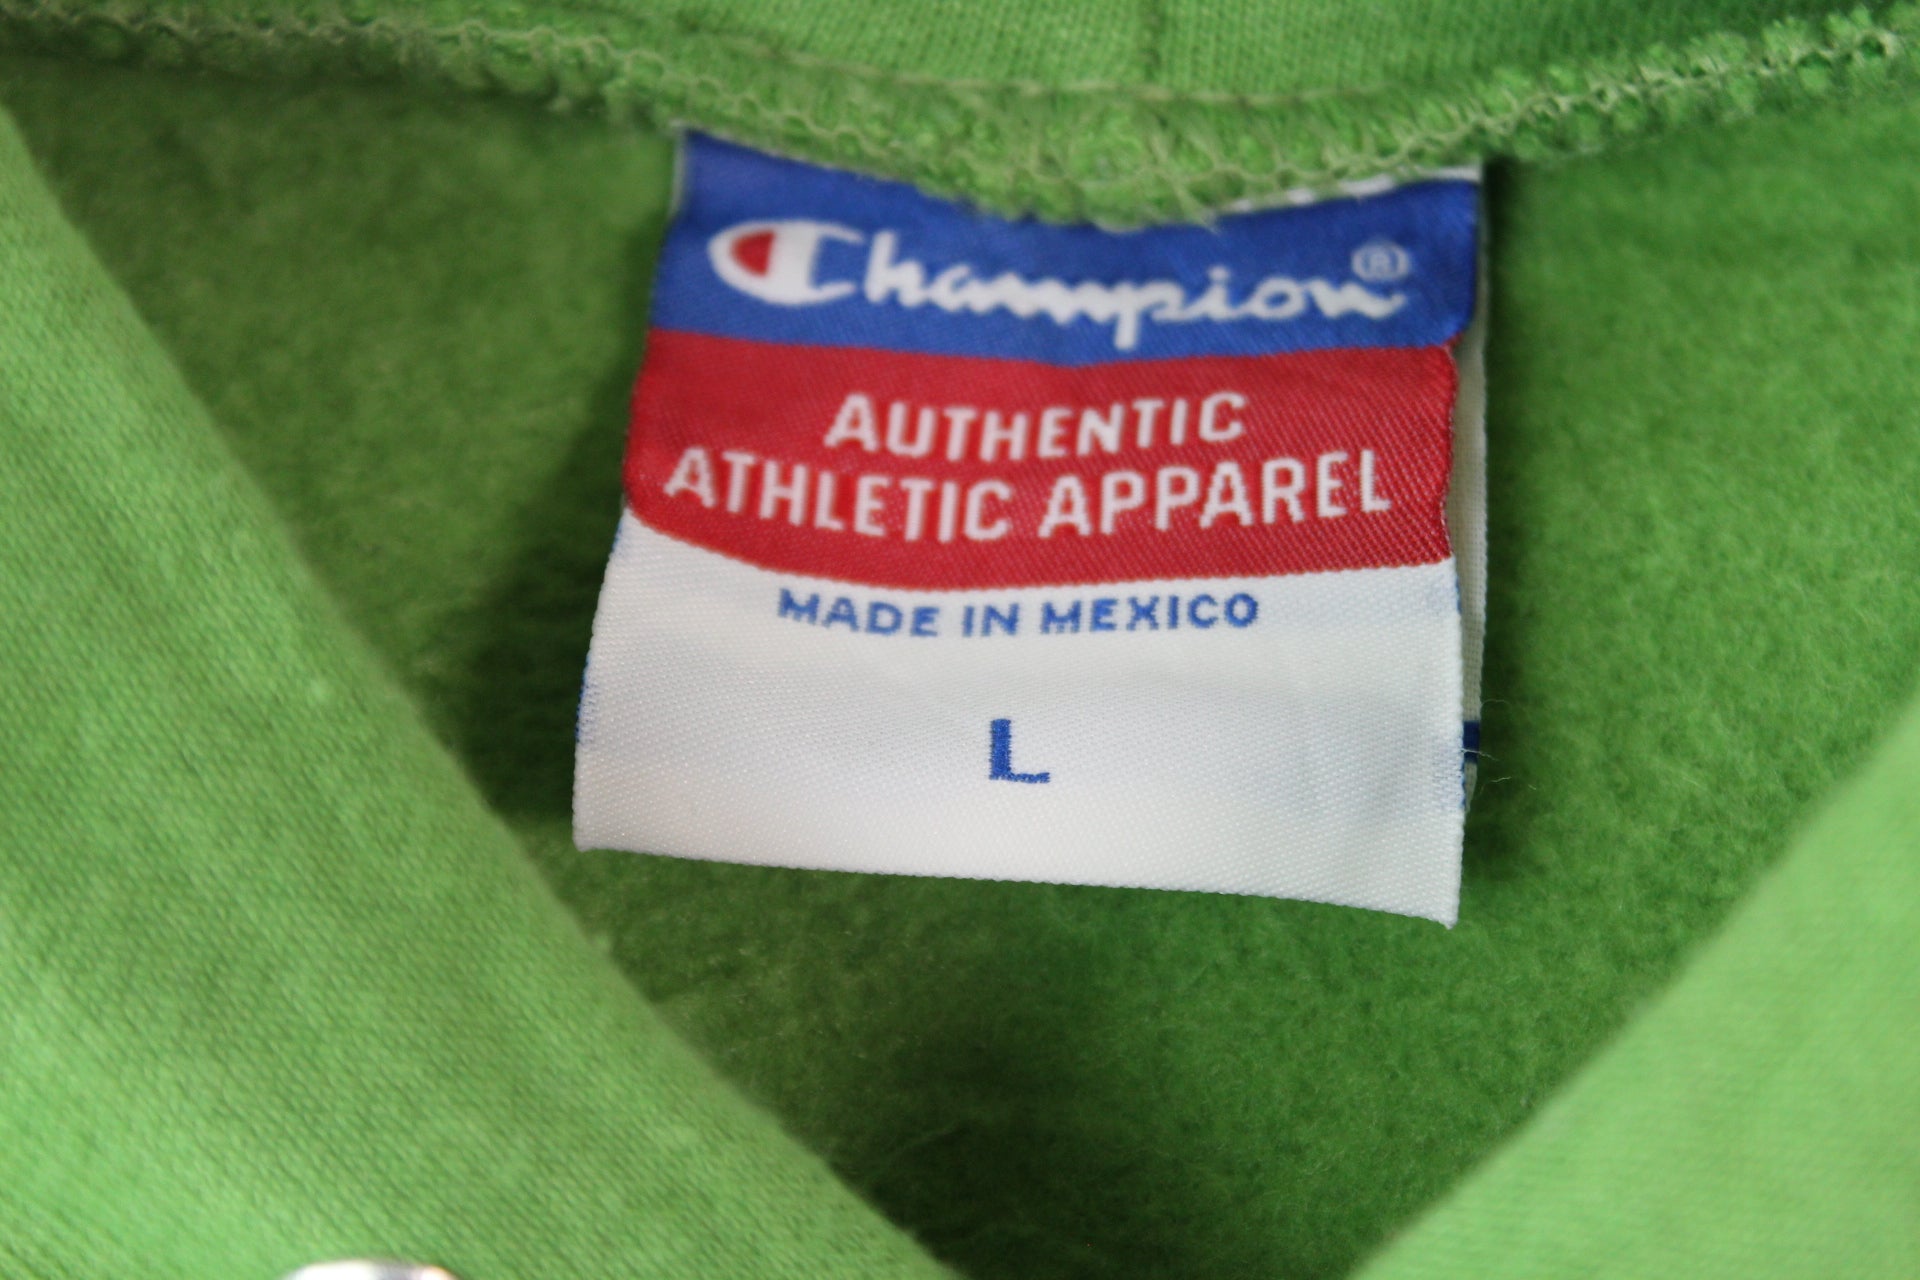 Champion®
AUTHENTIC
ATHLETIC APPAREL
MADE IN MEXICO
L